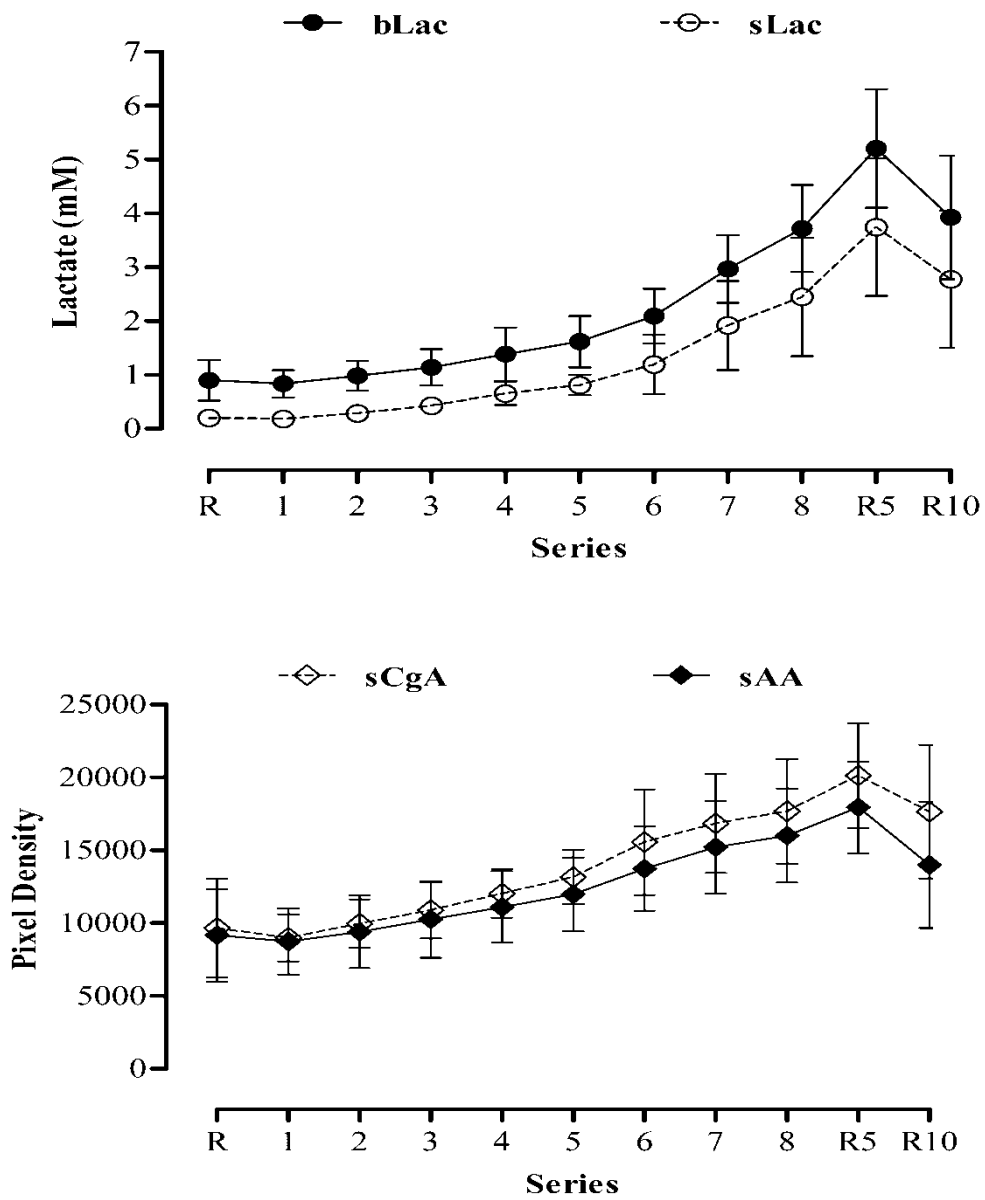 bLac sLac
7
6
5
4
3
2
1
0
Lactate (mM)
R 1 2 3 4 5 6 7 8 R5 R10
Series
sCgA sAA
25000
20000
15000
10000
5000
0
Pixel Density
R 1 2 3 4 5 6 7 8 R5 R10
Series